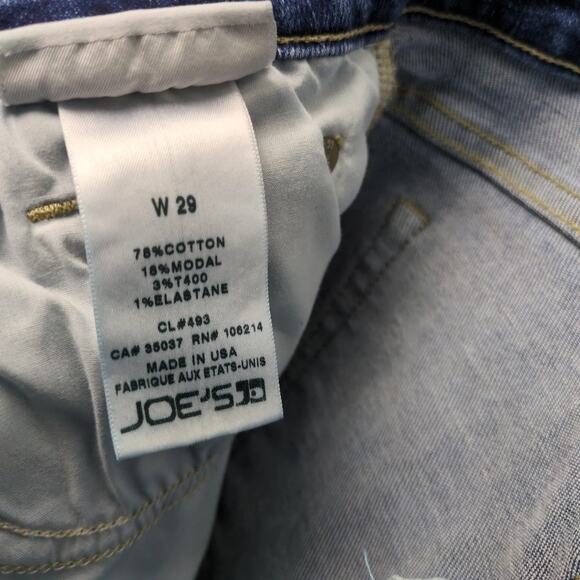 W 29
78%COTTON
18%MODAL
3%T400
1%ELASTANE
CL#493
CA# 35037 RN# 106214
MADE IN USA
FABRIQUE AUX ETATS-UNIS
JOE'S